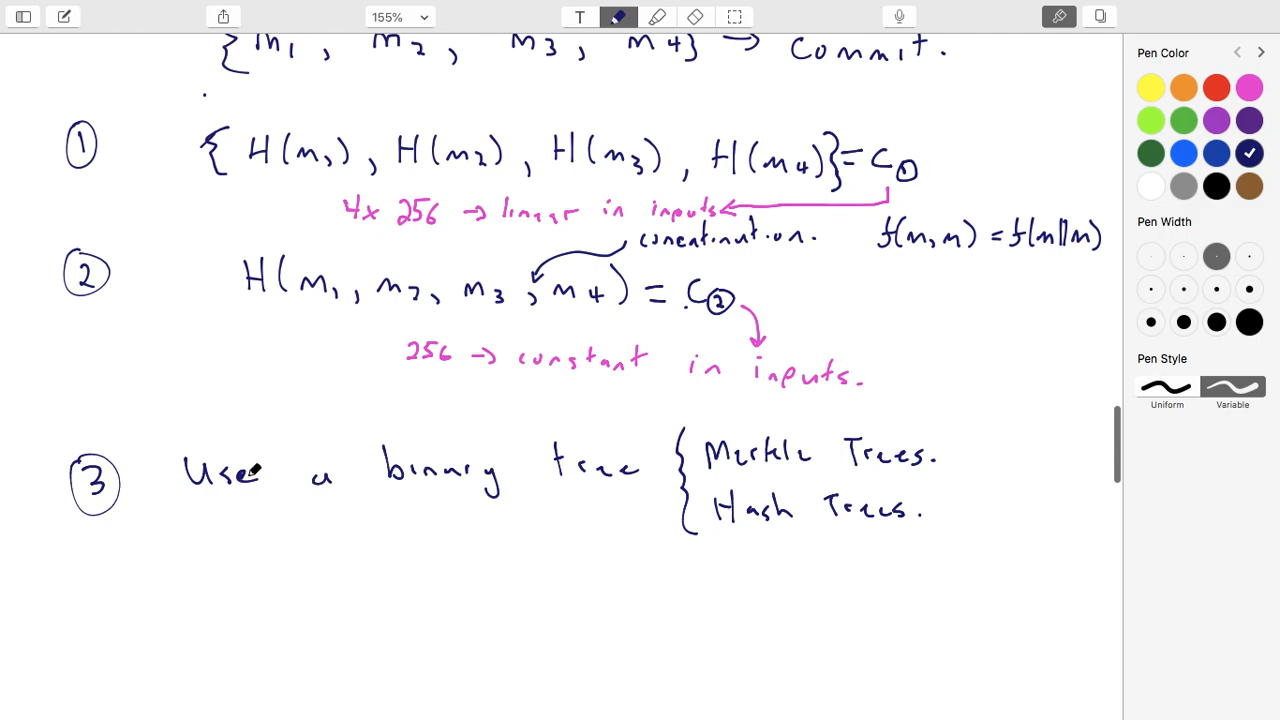 155%
T
{m1, m2, m3, m4} → Commit.
Pen Color
① {H(m1), H(m2), H(m3), H(m4)} = C①
4x 256 → linear in inputs
concatination. f(n,m) = f(n||m)
② H(m1, m2, m3, m4) = C②
256 → constant in inputs.
③ Use a binary tree { Merkle Trees.
Hash Trees.
Pen Width
Pen Style
Uniform Variable